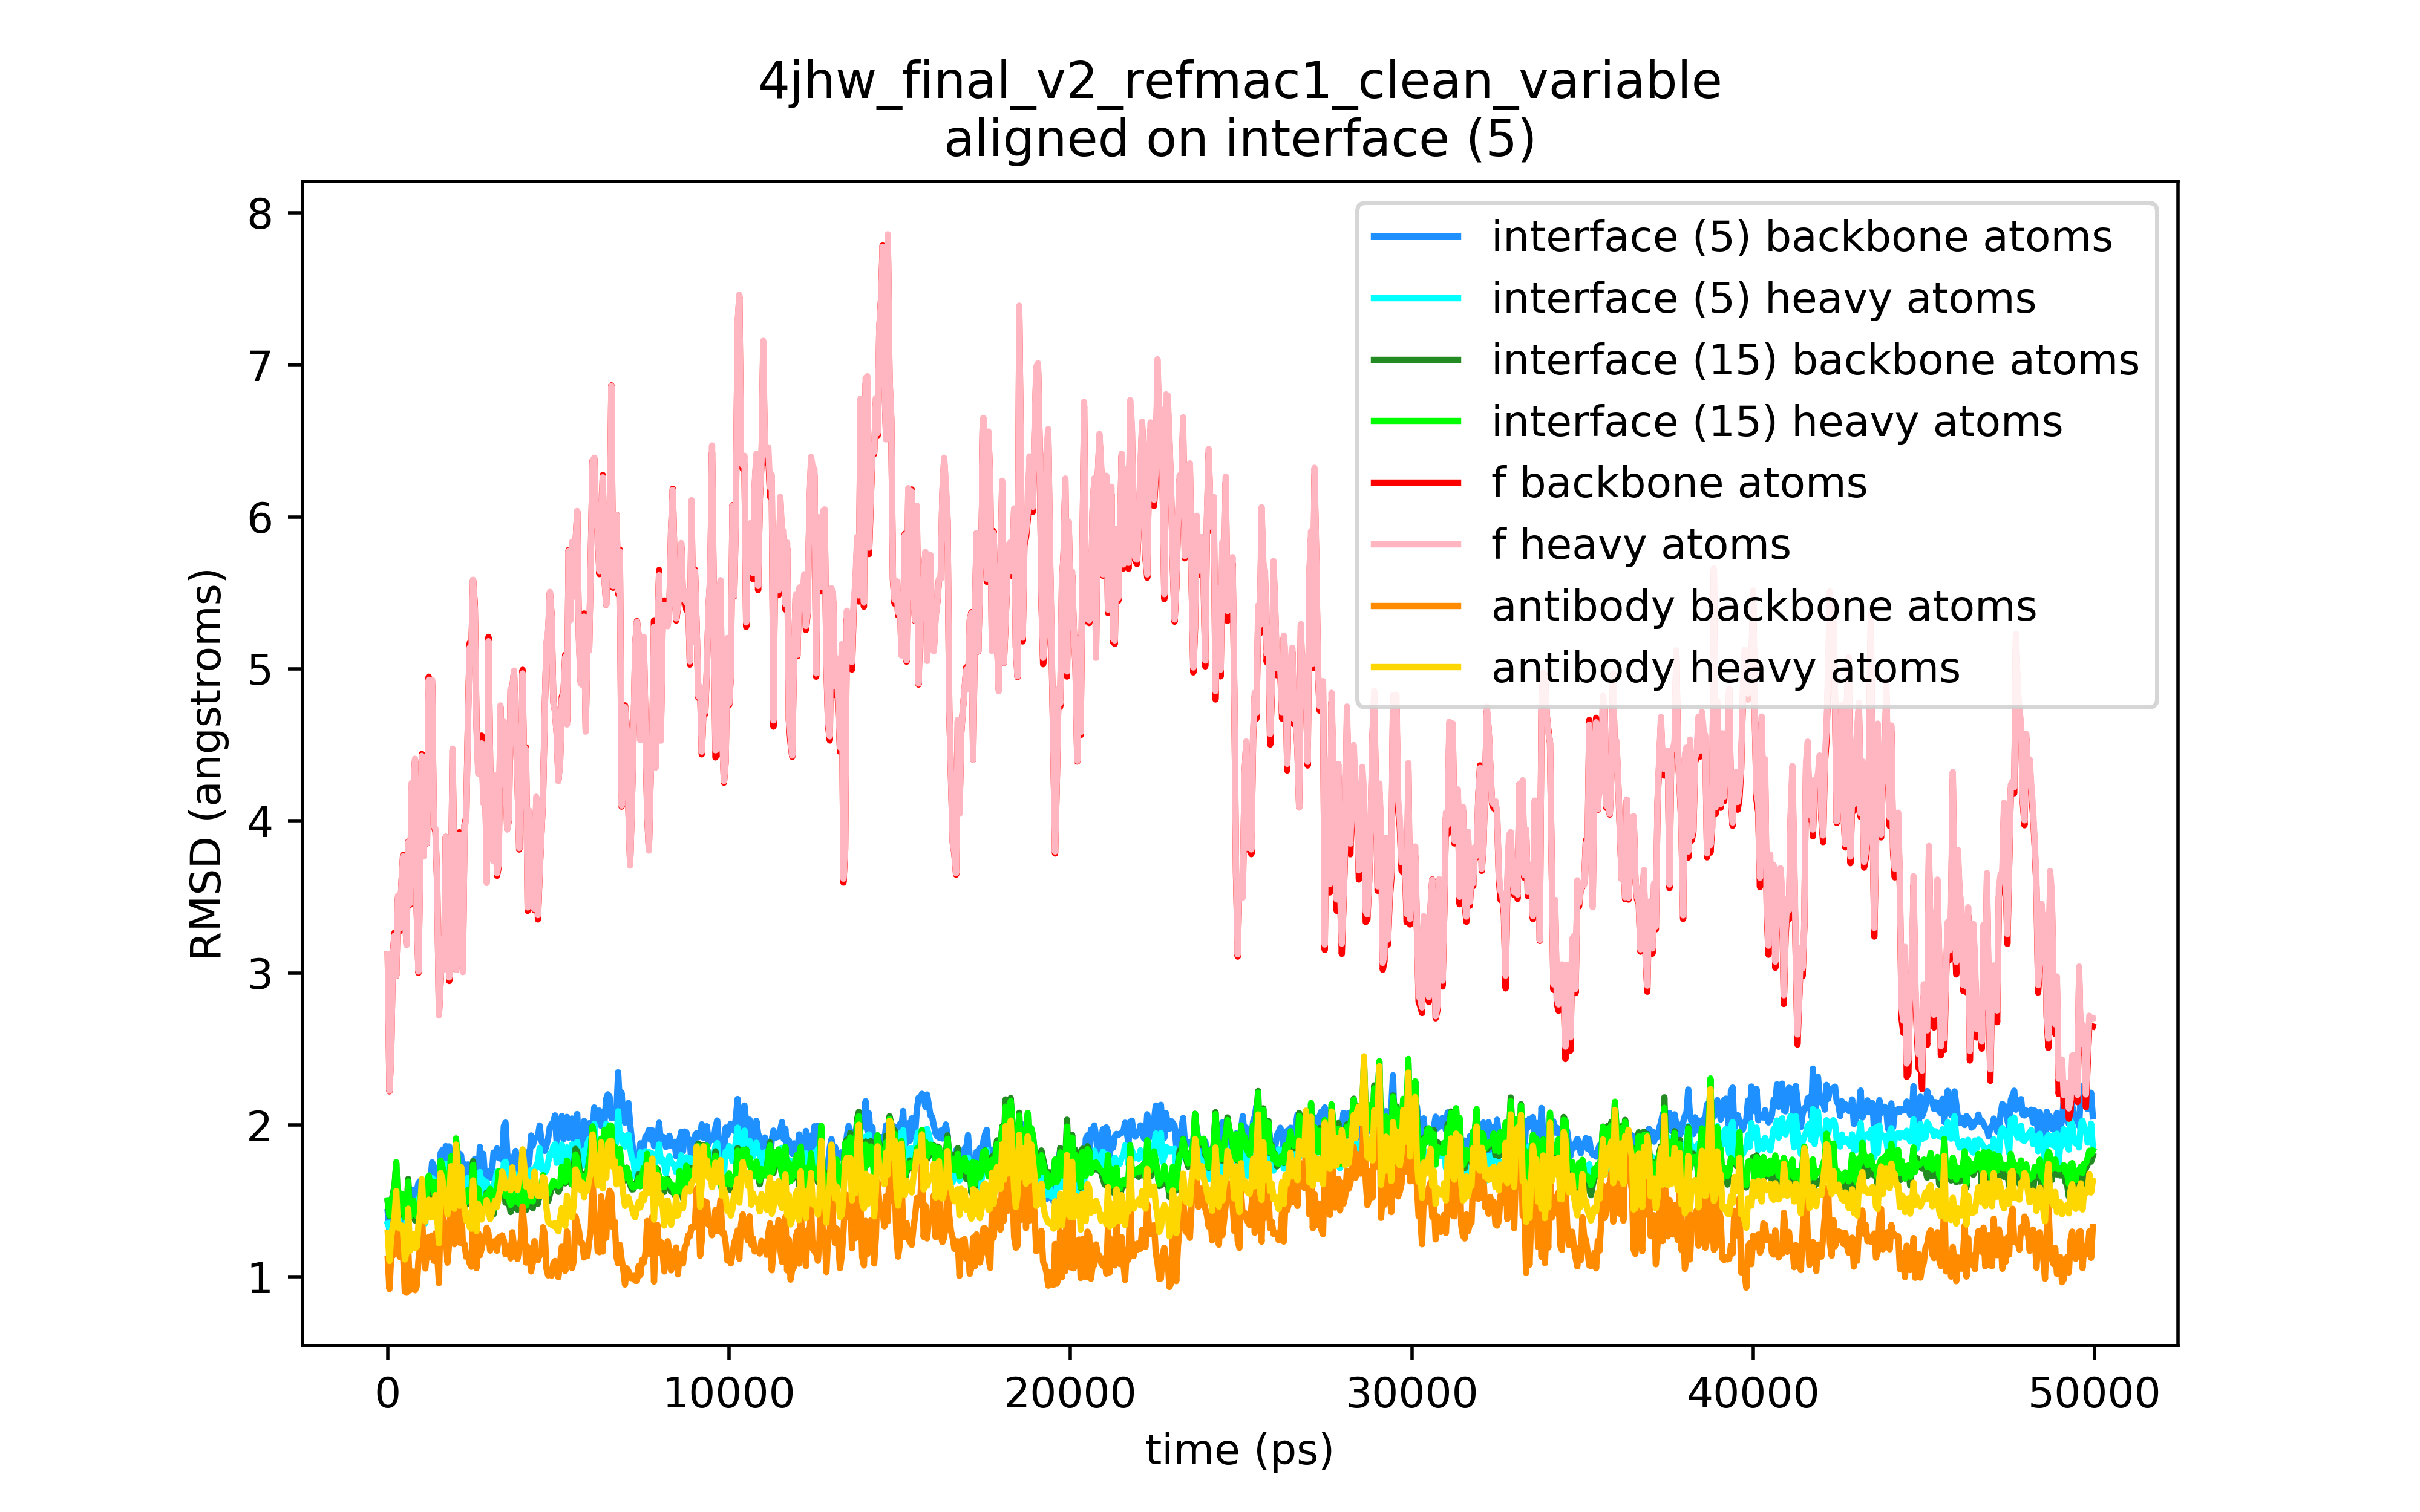 4jhw_final_v2_refmac1_clean_variable
aligned on interface (5)
8
7
6
5
4
3
2
1
RMSD (angstroms)
interface (5) backbone atoms
interface (5) heavy atoms
interface (15) backbone atoms
interface (15) heavy atoms
f backbone atoms
f heavy atoms
antibody backbone atoms
antibody heavy atoms
0
10000
20000
30000
40000
50000
time (ps)